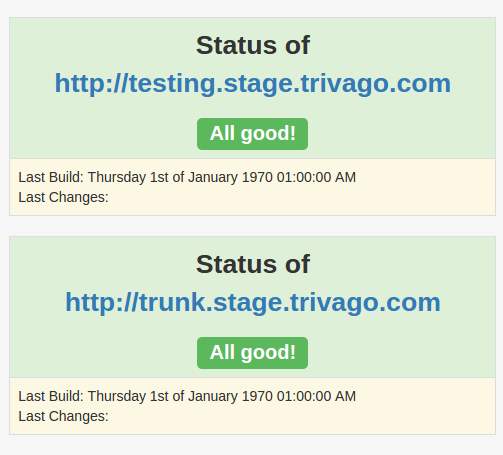 Status of
http://testing.stage.trivago.com
All good!
Last Build: Thursday 1st of January 1970 01:00:00 AM
Last Changes:
Status of
http://trunk.stage.trivago.com
All good!
Last Build: Thursday 1st of January 1970 01:00:00 AM
Last Changes: